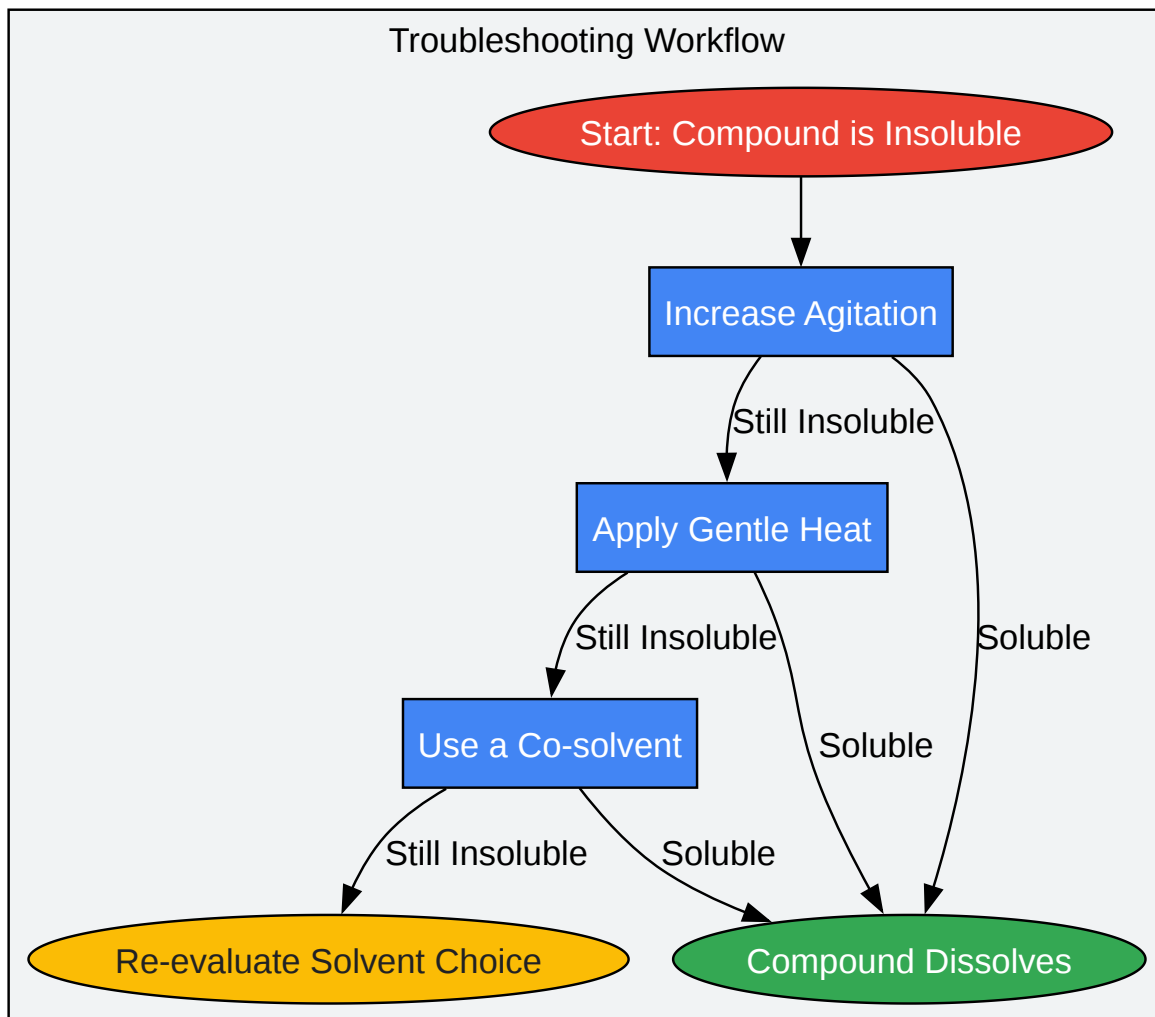 Troubleshooting Workflow
Start: Compound is Insoluble
Increase Agitation
Still Insoluble
Apply Gentle Heat
Still Insoluble
Soluble
Use a Co-solvent
Soluble
Still Insoluble
Soluble
Re-evaluate Solvent Choice
Compound Dissolves